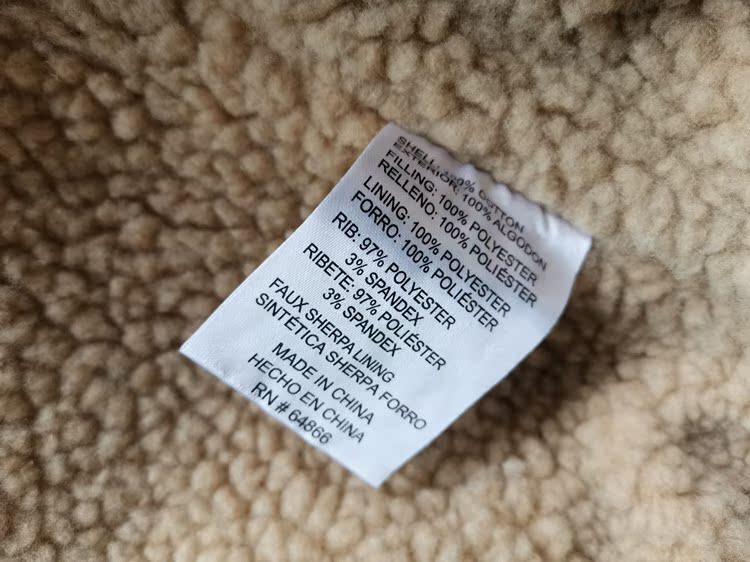 SHELL: 100% COTTON
EXTERIOR: 100% ALGODON
FILLING: 100% POLYESTER
RELLENO: 100% POLIÉSTER
LINING: 100% POLYESTER
FORRO: 100% POLIÉSTER
RIB: 97% POLYESTER
3% SPANDEX
RIBETE: 97% POLIÉSTER
3% SPANDEX
FAUX SHERPA LINING
SINTÉTICA SHERPA FORRO
MADE IN CHINA
HECHO EN CHINA
RN # 64866